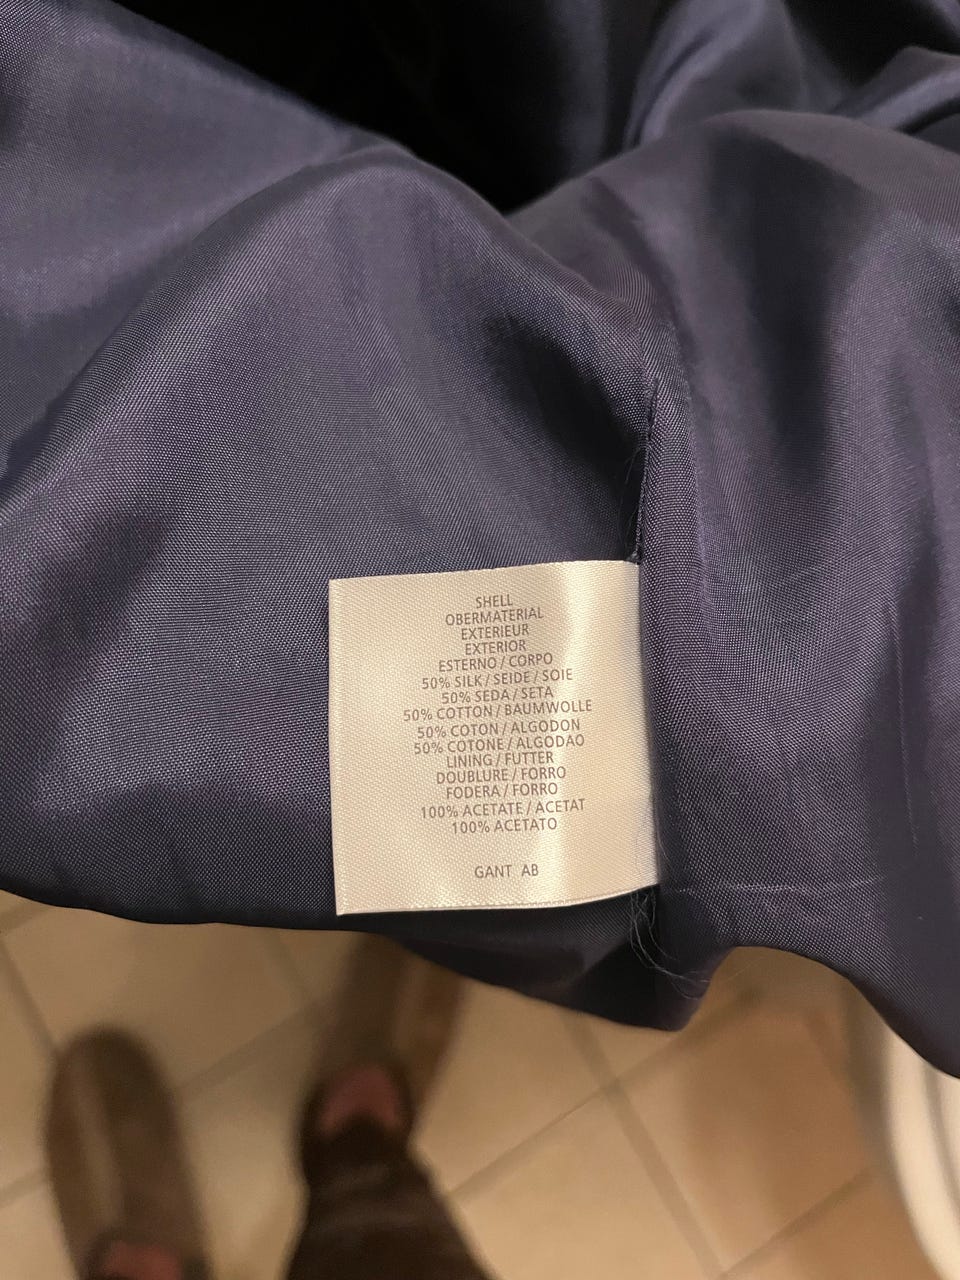 SHELL
OBERMATERIAL
EXTERIEUR
EXTERIOR
ESTERNO / CORPO
50% SILK / SEIDE / SOIE
50% SEDA / SETA
50% COTTON / BAUMWOLLE
50% COTON / ALGODON
50% COTONE / ALGODAO
LINING / FUTTER
DOUBLURE / FORRO
FODERA / FORRO
100% ACETATE / ACETAT
100% ACETATO
GANT AB